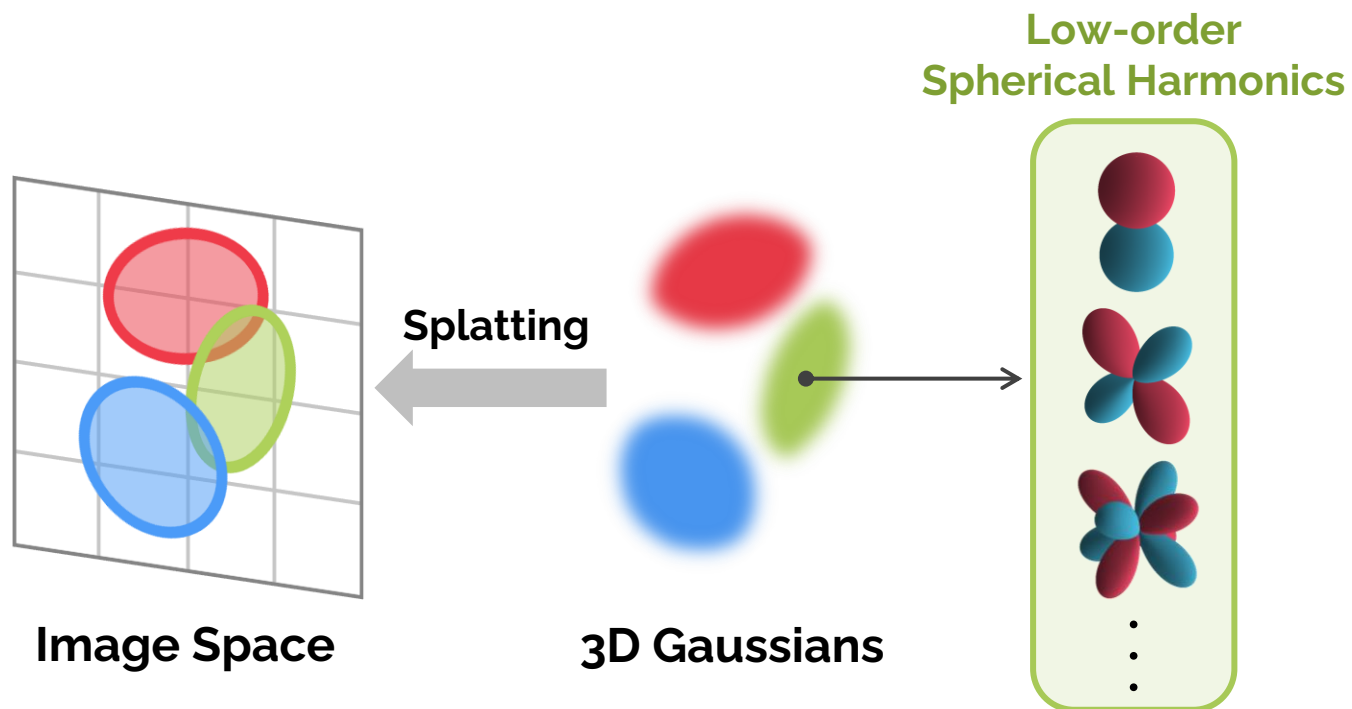 Low-order
Spherical Harmonics
Splatting
Image Space
3D Gaussians